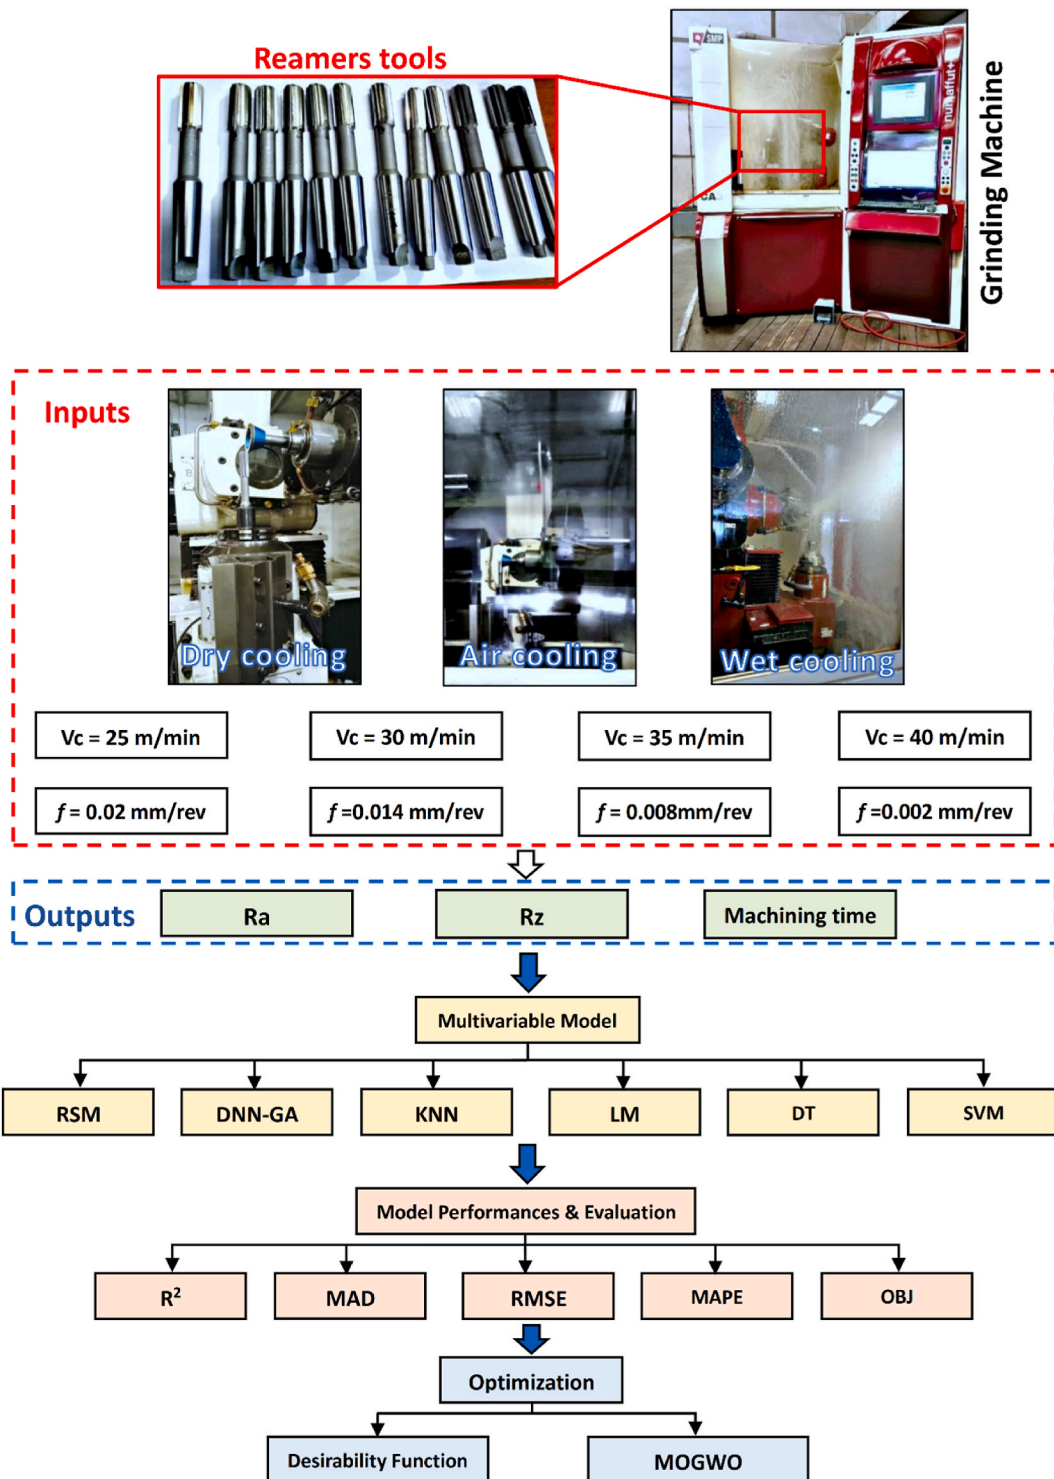 Reamers tools
SMP
numaffut+
CA
Grinding Machine
Inputs
Dry cooling
Air cooling
Wet cooling
Vc = 25 m/min
Vc = 30 m/min
Vc = 35 m/min
Vc = 40 m/min
f = 0.02 mm/rev
f =0.014 mm/rev
f = 0.008mm/rev
f =0.002 mm/rev
Outputs
Ra
Rz
Machining time
Multivariable Model
RSM
DNN-GA
KNN
LM
DT
SVM
Model Performances & Evaluation
R²
MAD
RMSE
MAPE
OBJ
Optimization
Desirability Function
MOGWO